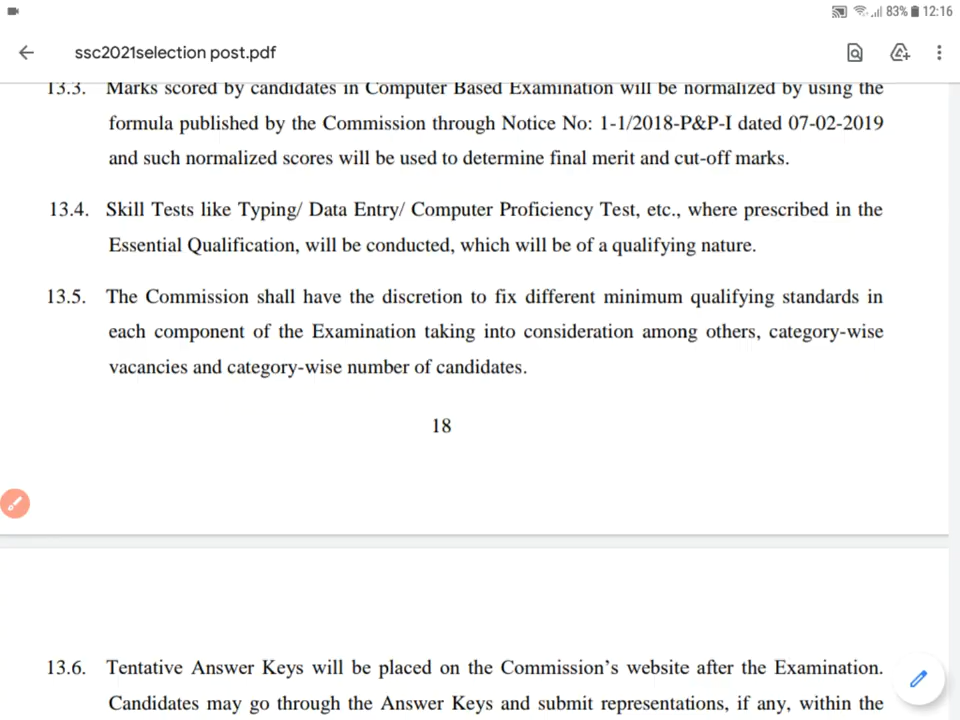 83% 12:16
ssc2021selection post.pdf
13.3. Marks scored by candidates in Computer Based Examination will be normalized by using the
formula published by the Commission through Notice No: 1-1/2018-P&P-I dated 07-02-2019
and such normalized scores will be used to determine final merit and cut-off marks.
13.4. Skill Tests like Typing/ Data Entry/ Computer Proficiency Test, etc., where prescribed in the
Essential Qualification, will be conducted, which will be of a qualifying nature.
13.5. The Commission shall have the discretion to fix different minimum qualifying standards in
each component of the Examination taking into consideration among others, category-wise
vacancies and category-wise number of candidates.
18
13.6. Tentative Answer Keys will be placed on the Commission's website after the Examination.
Candidates may go through the Answer Keys and submit representations, if any, within the